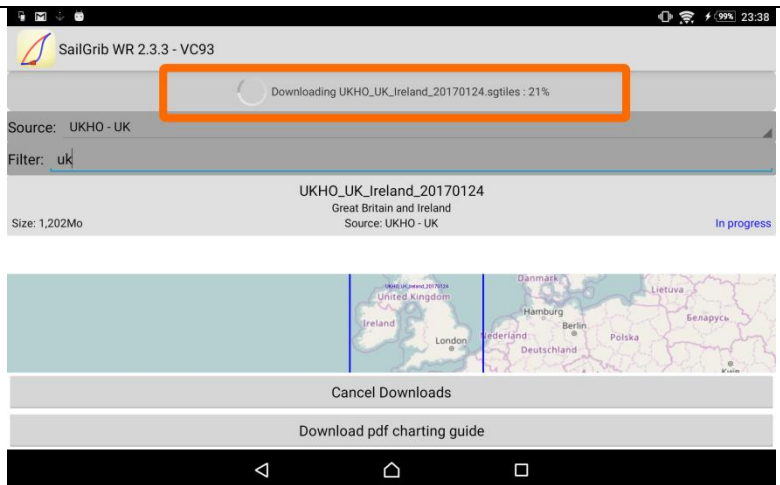 99% 23:38
SailGrib WR 2.3.3 - VC93
Downloading UKHO_UK_Ireland_20170124.sgtiles : 21%
Source: UKHO - UK
Filter: uk
UKHO_UK_Ireland_20170124
Great Britain and Ireland
Size: 1,202Mo Source: UKHO - UK In progress
Danmark
UKHO_UK_Ireland_20170124
United Kingdom
Lietuva
Hamburg
Беларусь
Ireland
Berlin
London
Nederland
Polska
Deutschland
Cancel Downloads
Download pdf charting guide